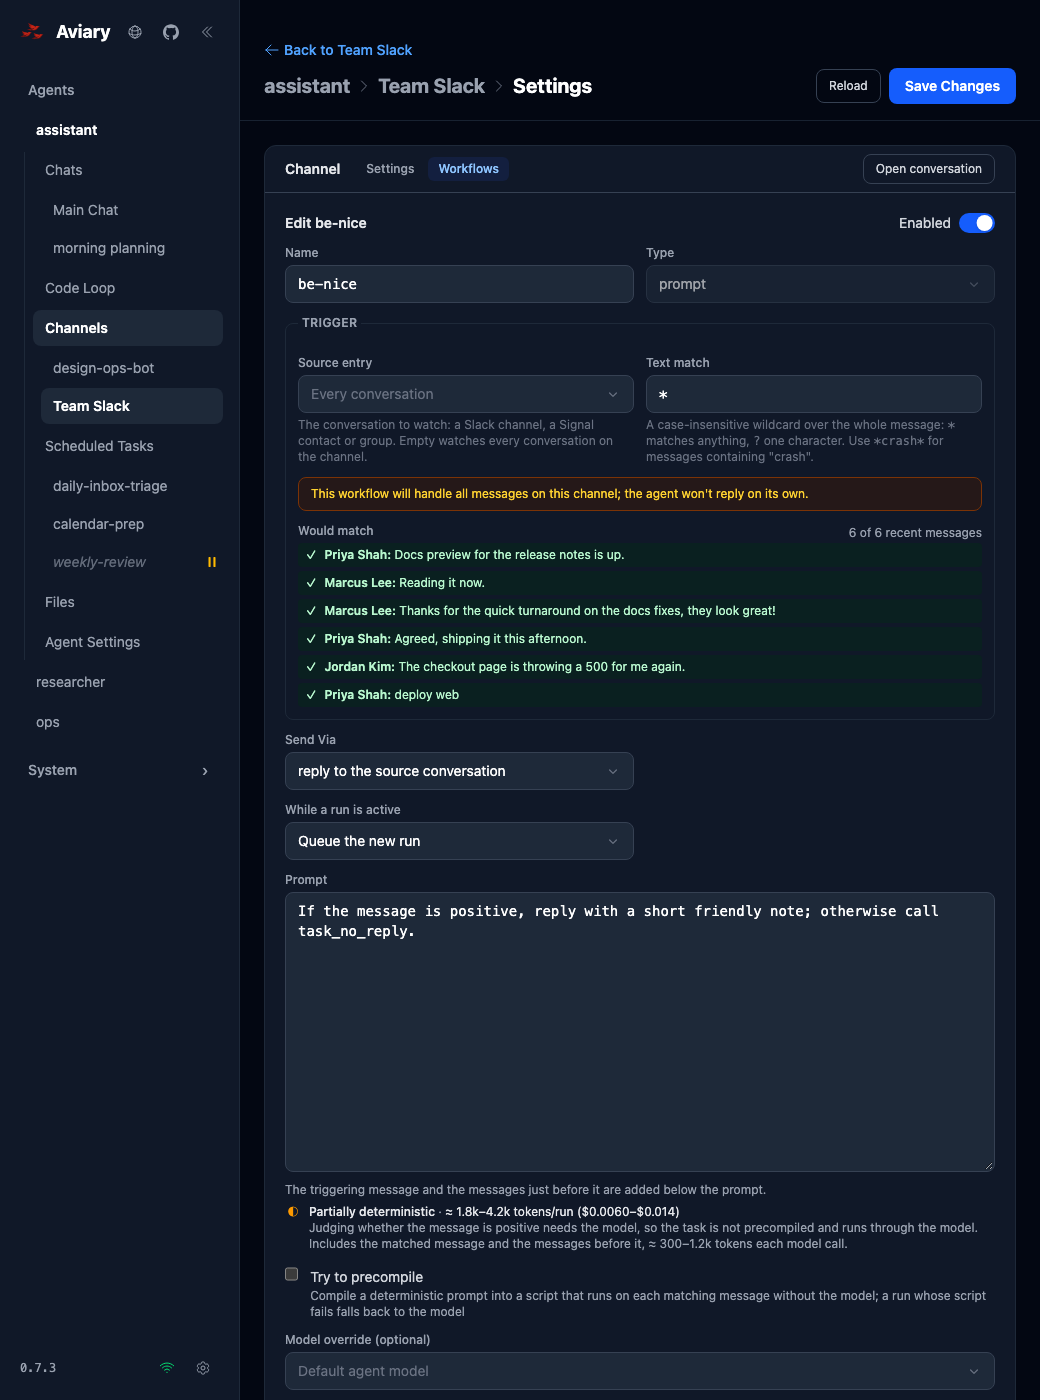 Aviary
Agents
assistant
Chats
Main Chat
morning planning
Code Loop
Channels
design-ops-bot
Team Slack
Scheduled Tasks
daily-inbox-triage
calendar-prep
weekly-review
Files
Agent Settings
researcher
ops
System
0.7.3
← Back to Team Slack
assistant > Team Slack > Settings
Reload
Save Changes
Channel
Settings
Workflows
Open conversation
Edit be-nice
Enabled
Name
Type
be-nice
prompt
TRIGGER
Source entry
Text match
Every conversation
*
The conversation to watch: a Slack channel, a Signal
contact or group. Empty watches every conversation on
the channel.
A case-insensitive wildcard over the whole message: *
matches anything, ? one character. Use *crash* for
messages containing "crash".
This workflow will handle all messages on this channel; the agent won't reply on its own.
Would match
6 of 6 recent messages
✓ Priya Shah: Docs preview for the release notes is up.
✓ Marcus Lee: Reading it now.
✓ Marcus Lee: Thanks for the quick turnaround on the docs fixes, they look great!
✓ Priya Shah: Agreed, shipping it this afternoon.
✓ Jordan Kim: The checkout page is throwing a 500 for me again.
✓ Priya Shah: deploy web
Send Via
reply to the source conversation
While a run is active
Queue the new run
Prompt
If the message is positive, reply with a short friendly note; otherwise call
task_no_reply.
The triggering message and the messages just before it are added below the prompt.
Partially deterministic · ≈ 1.8k–4.2k tokens/run ($0.0060–$0.014)
Judging whether the message is positive needs the model, so the task is not precompiled and runs through the model.
Includes the matched message and the messages before it, ≈ 300–1.2k tokens each model call.
Try to precompile
Compile a deterministic prompt into a script that runs on each matching message without the model; a run whose script
fails falls back to the model
Model override (optional)
Default agent model